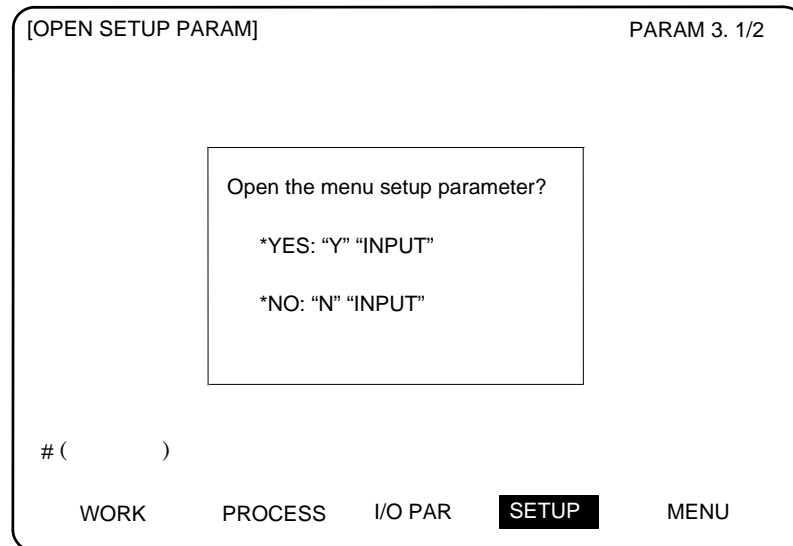 [OPEN SETUP PARAM] PARAM 3. 1/2
Open the menu setup parameter?
*YES: “Y” “INPUT”
*NO: “N” “INPUT”
# ( )
WORK PROCESS I/O PAR SETUP MENU